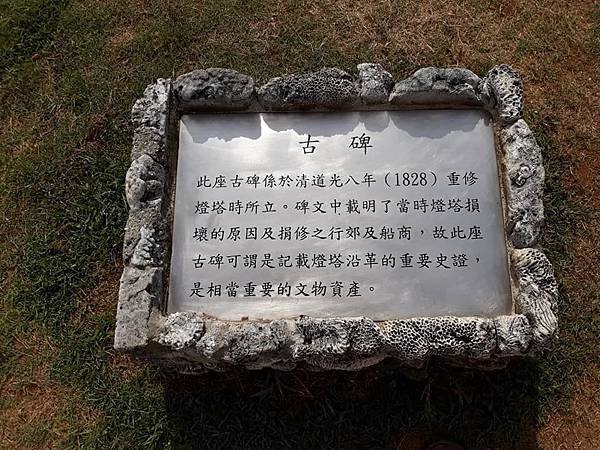 古碑
此座古碑係於清道光八年（1828）重修
燈塔時所立。碑文中載明了當時燈塔損
壞的原因及捐修之行郊及船商，故此座
古碑可謂是記載燈塔沿革的重要史證，
是相當重要的文物資產。